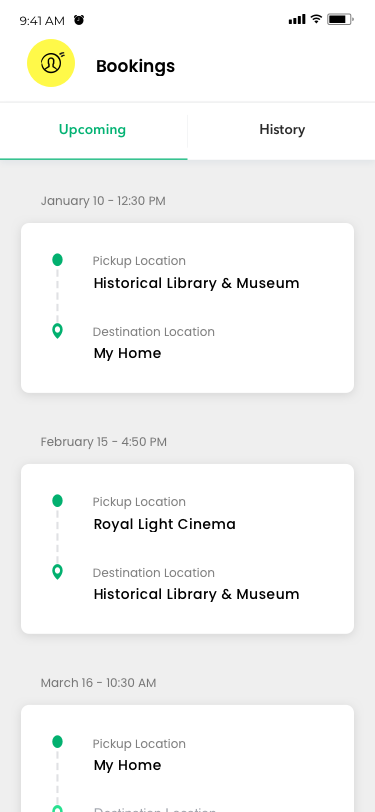 9:41 AM
Bookings
Upcoming
History
January 10 - 12:30 PM
Pickup Location
Historical Library & Museum
Destination Location
My Home
February 15 - 4:50 PM
Pickup Location
Royal Light Cinema
Destination Location
Historical Library & Museum
March 16 - 10:30 AM
Pickup Location
My Home
Destination Location